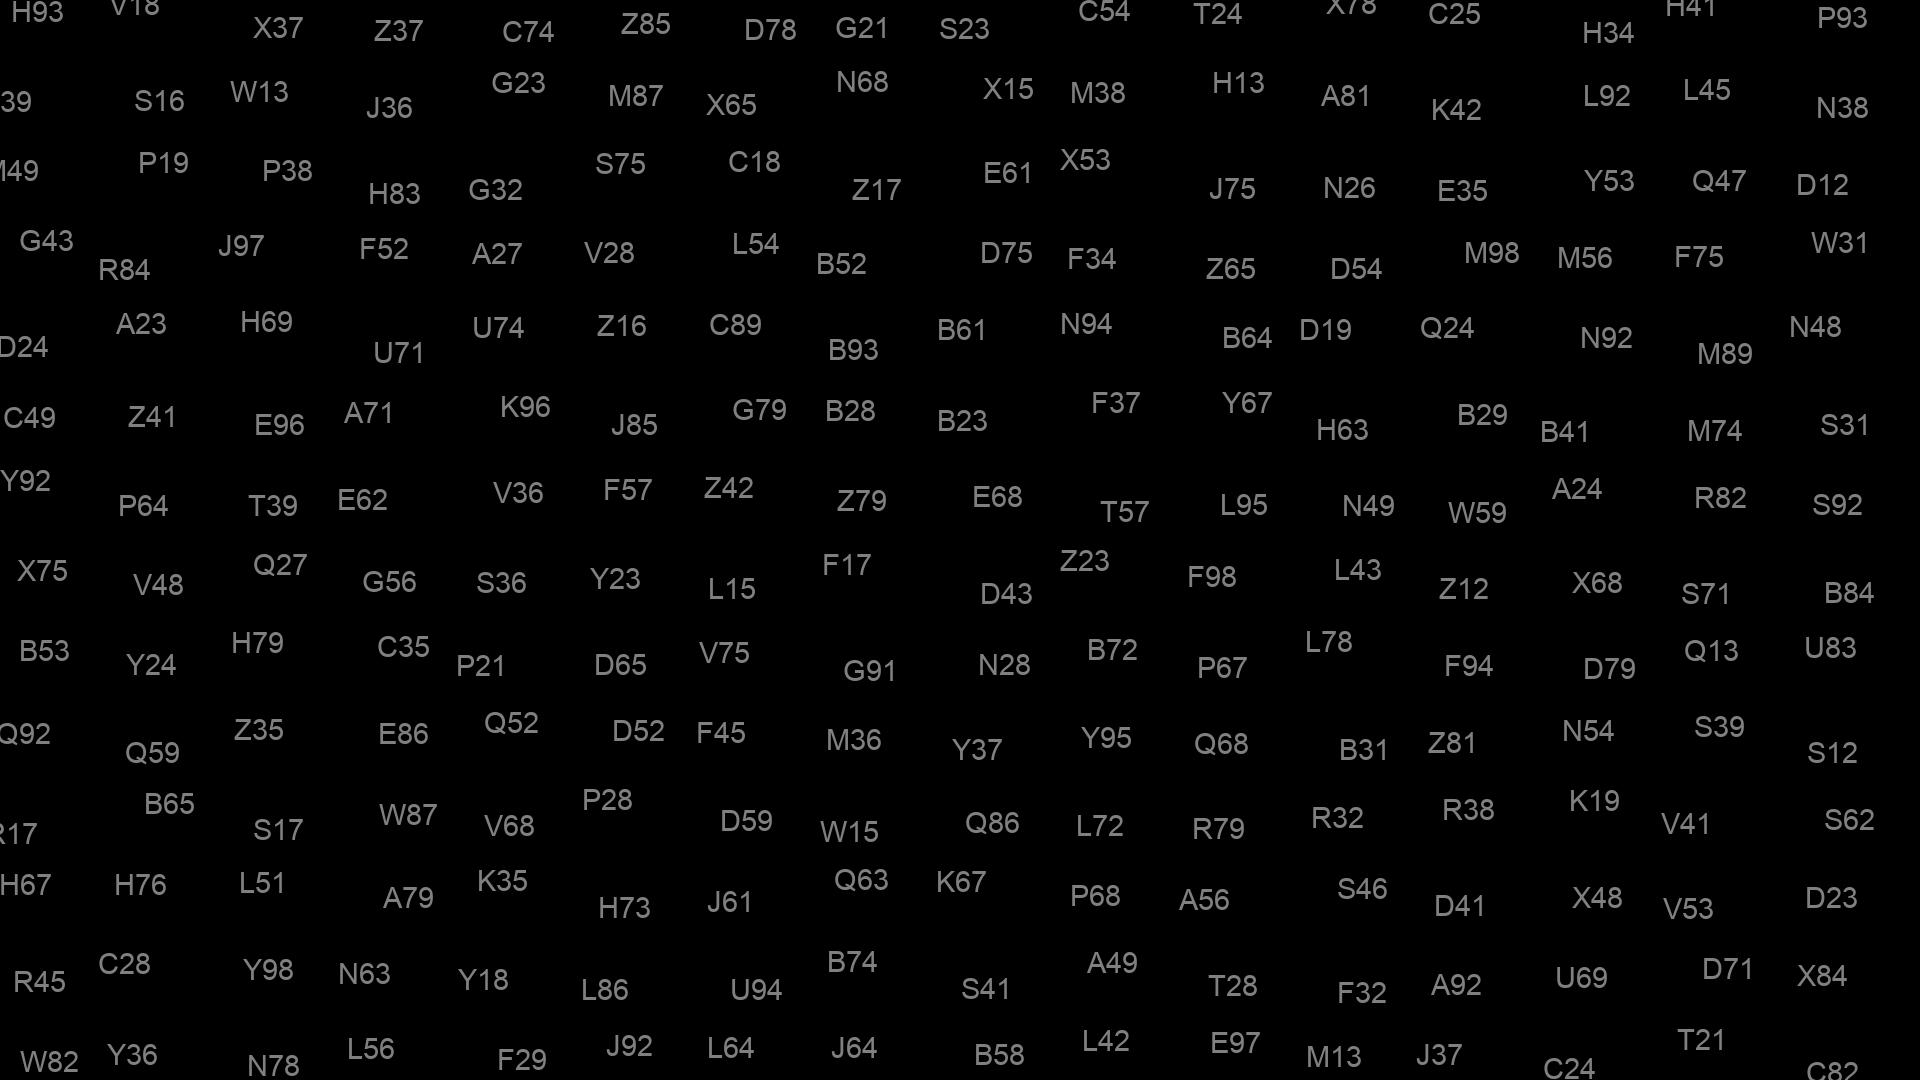 H93 V18 X37 Z37 C74 Z85 D78 G21 S23 C54 T24 X78 C25 H34 H41 P93
39 S16 W13 J36 G23 M87 X65 N68 X15 M38 H13 A81 K42 L92 L45 N38
M49 P19 P38 H83 G32 S75 C18 Z17 E61 X53 J75 N26 E35 Y53 Q47 D12
G43 R84 J97 F52 A27 V28 L54 B52 D75 F34 Z65 D54 M98 M56 F75 W31
D24 A23 H69 U71 U74 Z16 C89 B93 B61 N94 B64 D19 Q24 N92 M89 N48
C49 Z41 E96 A71 K96 J85 G79 B28 B23 F37 Y67 H63 B29 B41 M74 S31
Y92 P64 T39 E62 V36 F57 Z42 Z79 E68 T57 L95 N49 W59 A24 R82 S92
X75 V48 Q27 G56 S36 Y23 L15 F17 D43 Z23 F98 L43 Z12 X68 S71 B84
B53 Y24 H79 C35 P21 D65 V75 G91 N28 B72 P67 L78 F94 D79 Q13 U83
Q92 Q59 Z35 E86 Q52 D52 F45 M36 Y37 Y95 Q68 B31 Z81 N54 S39 S12
R17 B65 S17 W87 V68 P28 D59 W15 Q86 L72 R79 R32 R38 K19 V41 S62
H67 H76 L51 A79 K35 H73 J61 Q63 K67 P68 A56 S46 D41 X48 V53 D23
R45 C28 Y98 N63 Y18 L86 U94 B74 S41 A49 T28 F32 A92 U69 D71 X84
W82 Y36 N78 L56 F29 J92 L64 J64 B58 L42 E97 M13 J37 C24 T21 C82